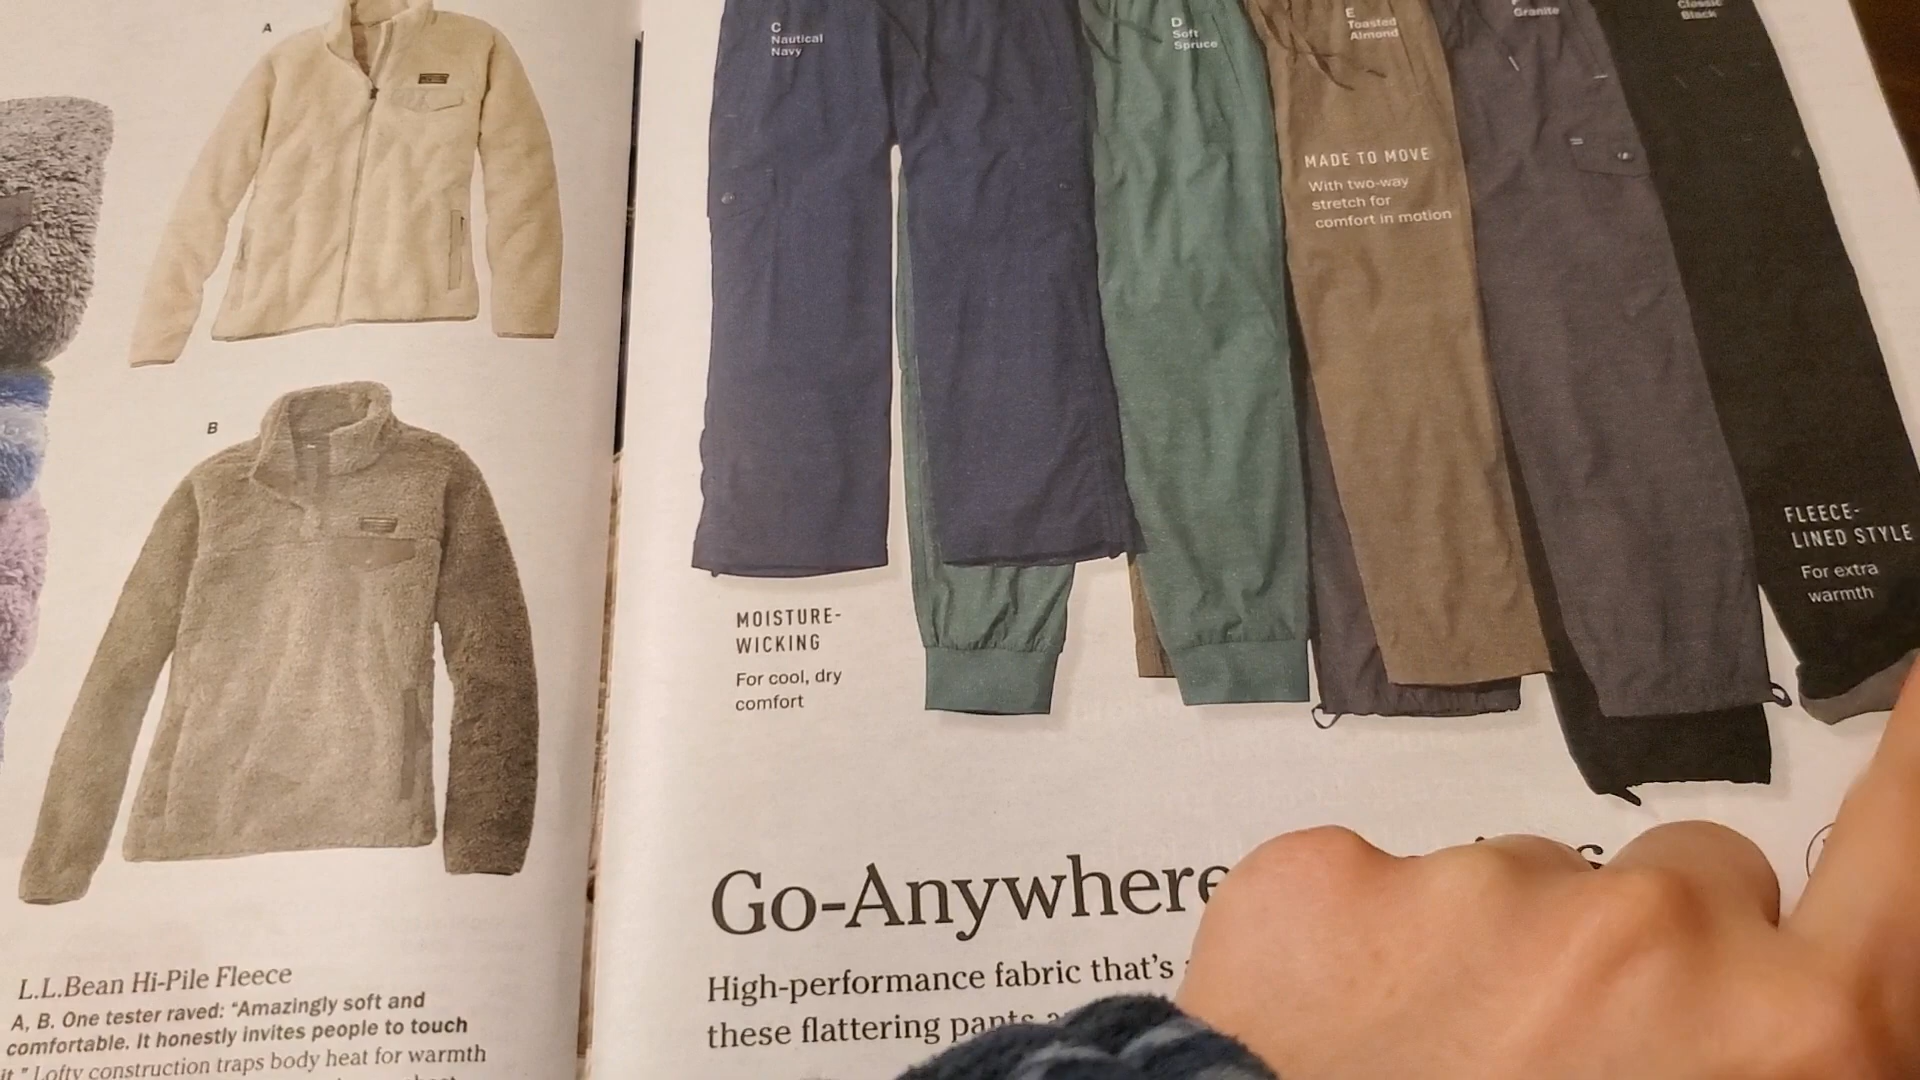 A
B
L.L.Bean Hi-Pile Fleece
A, B. One tester raved: "Amazingly soft and
comfortable. It honestly invites people to touch
it." Lofty construction traps body heat for warmth
C
Nautical
Navy
D
Soft
Spruce
E
Toasted
Almond
Granite
Classic
Black
MADE TO MOVE
With two-way
stretch for
comfort in motion
FLEECE-
LINED STYLE
For extra
warmth
MOISTURE-
WICKING
For cool, dry
comfort
Go-Anywhere
High-performance fabric that's
these flattering pants